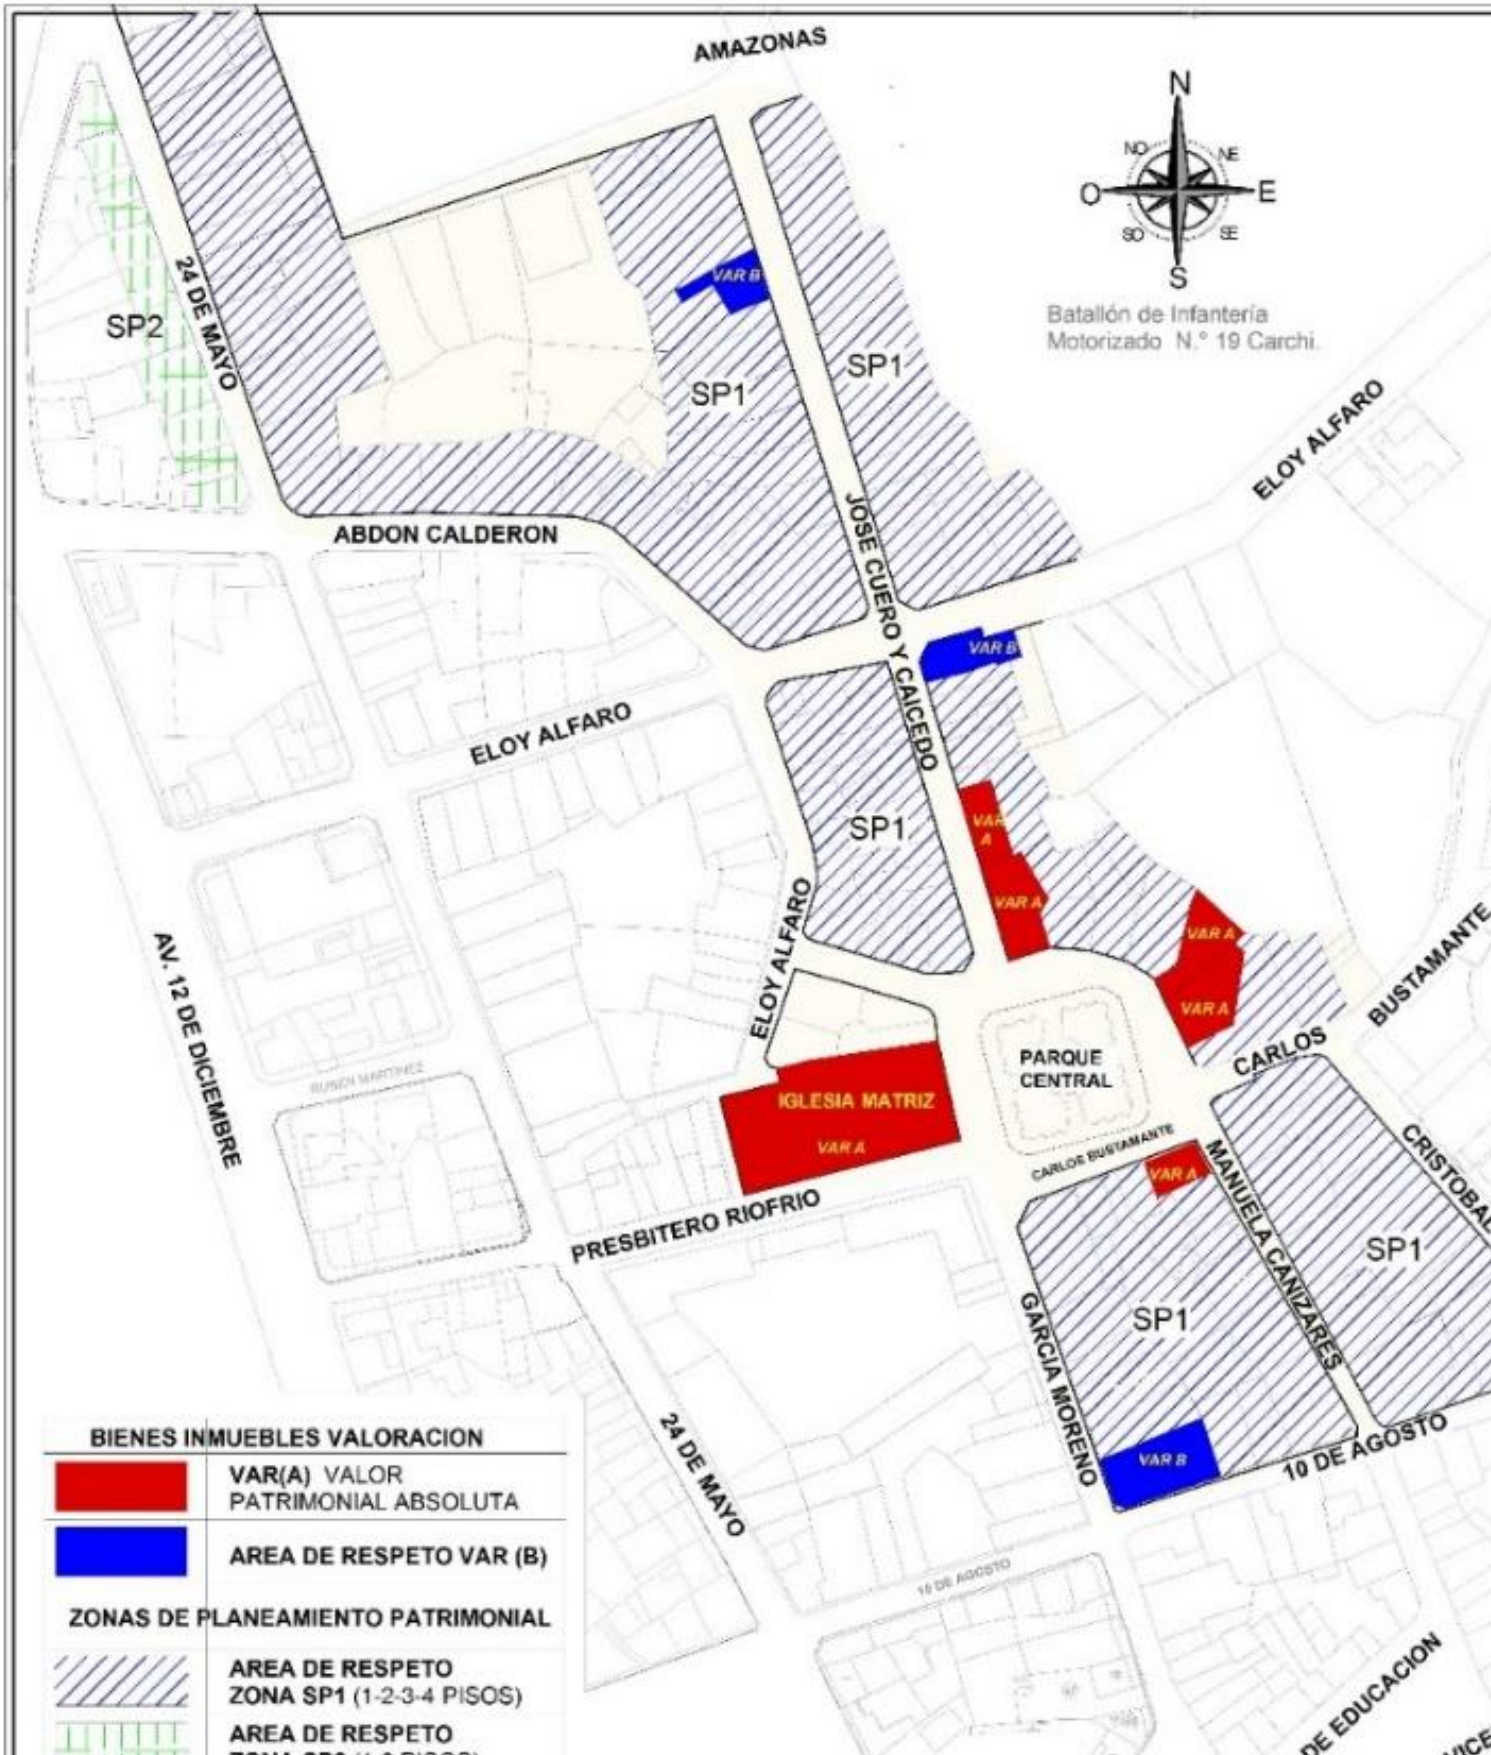 AMAZONAS
N
NO
NE
O
E
SO
SE
S
Batallón de Infantería
Motorizado N.° 19 Carchi.
24 DE MAYO
SP2
VAR B
SP1
SP1
ELOY ALFARO
ABDON CALDERON
JOSE CUERO Y CAICEDO
VAR B
ELOY ALFARO
SP1
VAR
A
VAR A
VAR A
VAR A
ELOY ALFARO
AV. 12 DE DICIEMBRE
BUSTAMANTE
CARLOS
PARQUE
CENTRAL
RUBEN MARTINEZ
IGLESIA MATRIZ
VAR A
CARLOS BUSTAMANTE
VAR A
MANUELA CANIZARES
CRISTOBAL
PRESBITERO RIOFRIO
SP1
SP1
GARCIA MORENO
24 DE MAYO
VAR B
10 DE AGOSTO
10 DE AGOSTO
DE EDUCACION
VICE
BIENES INMUEBLES VALORACION
VAR(A) VALOR
PATRIMONIAL ABSOLUTA
AREA DE RESPETO VAR (B)
ZONAS DE PLANEAMIENTO PATRIMONIAL
AREA DE RESPETO
ZONA SP1 (1-2-3-4 PISOS)
AREA DE RESPETO